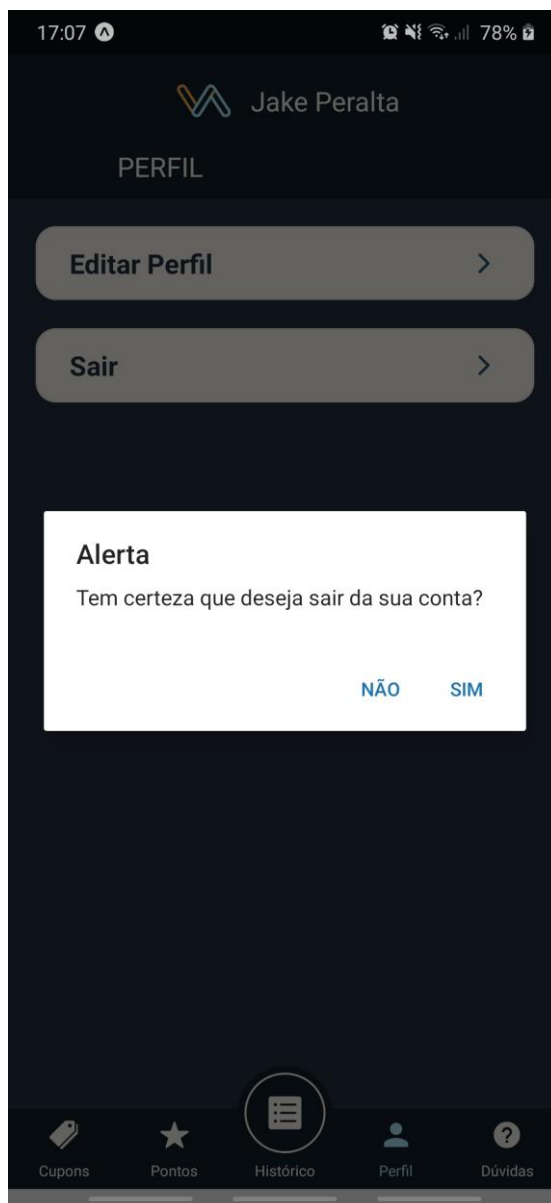 17:07 78%
Jake Peralta
PERFIL
Editar Perfil
Sair
Alerta
Tem certeza que deseja sair da sua conta?
NÃO SIM
Cupons Pontos Histórico Perfil Dúvidas